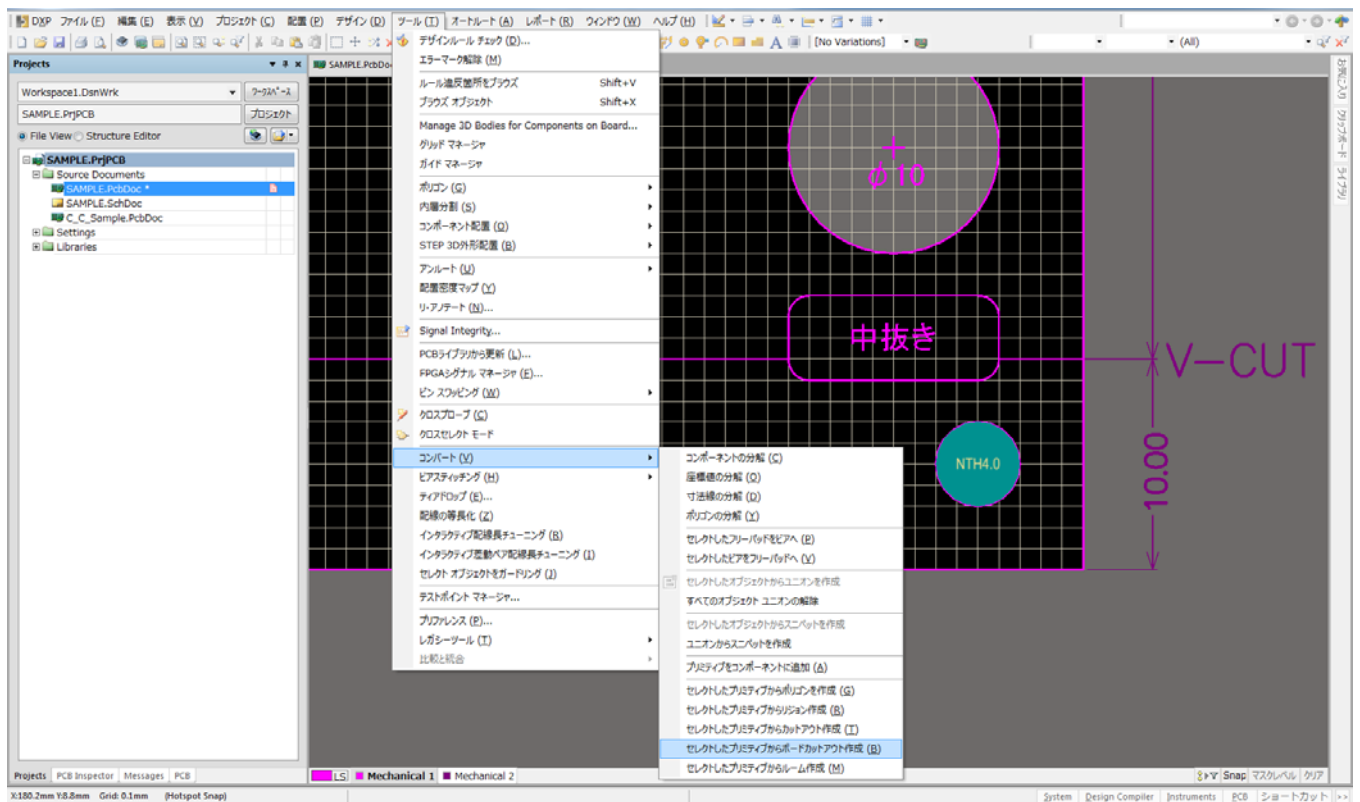 DXP ファイル (F) 編集 (E) 表示 (V) プロジェクト (C) 配置 (P) デザイン (D) ツール (T) オートルート (A) レポート (R) ウィンドウ (W) ヘルプ (H)
[No Variations] (All)
Projects
SAMPLE.PcbDo
Workspace1.DsnWrk ワークスペース
SAMPLE.PrjPCB プロジェクト
File View Structure Editor
SAMPLE.PrjPCB
Source Documents
SAMPLE.PcbDoc *
SAMPLE.SchDoc
C_C_Sample.PcbDoc
Settings
Libraries
デザインルール チェック (D)...
エラーマーク解除 (M)
ルール違反箇所をブラウズ Shift+V
ブラウズ オブジェクト Shift+X
Manage 3D Bodies for Components on Board...
グリッド マネージャ
ガイド マネージャ
ポリゴン (G)
内層分割 (S)
コンポーネント配置 (O)
STEP 3D外形配置 (B)
アンルート (U)
配置密度マップ (Y)
リ・アノテート (N)...
Signal Integrity...
PCBライブラリから更新 (L)...
FPGAシグナル マネージャ (E)...
ピン スワッピング (W)
クロスプローブ (C)
クロスセレクト モード
コンバート (V)
ビアスティッチング (H)
ティアドロップ (E)...
配線の等長化 (Z)
インタラクティブ配線長チューニング (R)
インタラクティブ差動ペア配線長チューニング (I)
セレクト オブジェクトをガードリング (J)
テストポイント マネージャ...
プリファレンス (P)...
レガシーツール (T)
比較と統合
コンポーネントの分解 (C)
座標値の分解 (O)
寸法線の分解 (D)
ポリゴンの分解 (Y)
セレクトしたフリーパッドをビアへ (P)
セレクトしたビアをフリーパッドへ (V)
セレクトしたオブジェクトからユニオンを作成
すべてのオブジェクト ユニオンの解除
セレクトしたオブジェクトからスニペットを作成
ユニオンからスニペットを作成
プリミティブをコンポーネントに追加 (A)
セレクトしたプリミティブからポリゴンを作成 (G)
セレクトしたプリミティブからリジョン作成 (R)
セレクトしたプリミティブからカットアウト作成 (T)
セレクトしたプリミティブからボードカットアウト作成 (B)
セレクトしたプリミティブからルーム作成 (M)
φ10
中抜き
V-CUT
NTH4.0
10.00
お気に入り
クリップボード
ライブラリ
Projects PCB Inspector Messages PCB
LS Mechanical 1 Mechanical 2
Snap マスクレベル クリア
X:180.2mm Y:8.8mm Grid: 0.1mm (Hotspot Snap)
System Design Compiler Instruments PCB ショートカット >>